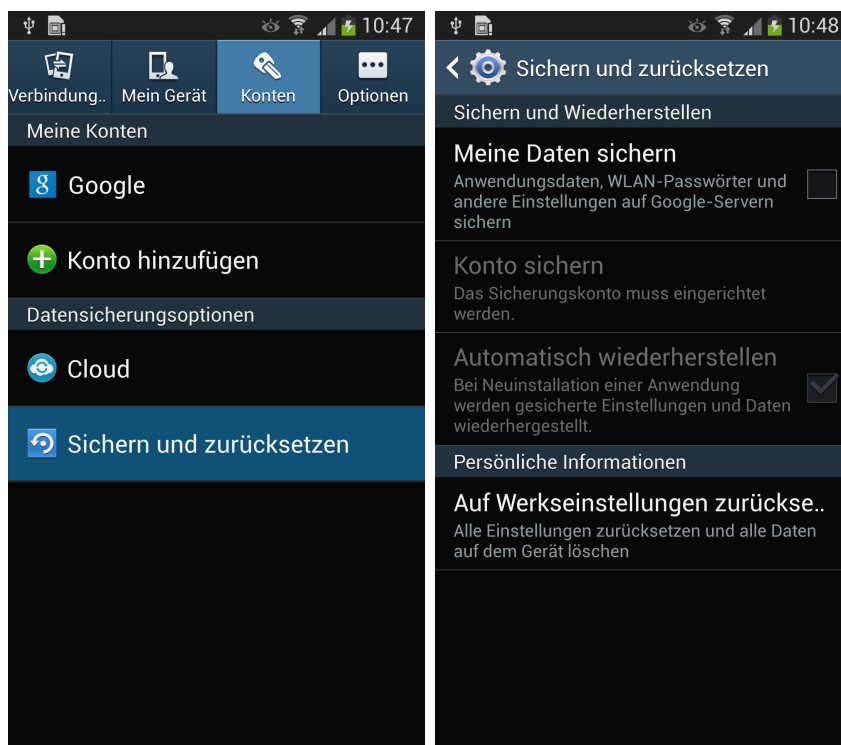 10:47
Verbindung..
Mein Gerät
Konten
Optionen
Meine Konten
Google
Konto hinzufügen
Datensicherungsoptionen
Cloud
Sichern und zurücksetzen
10:48
Sichern und zurücksetzen
Sichern und Wiederherstellen
Meine Daten sichern
Anwendungsdaten, WLAN-Passwörter und
andere Einstellungen auf Google-Servern
sichern
Konto sichern
Das Sicherungskonto muss eingerichtet
werden.
Automatisch wiederherstellen
Bei Neuinstallation einer Anwendung
werden gesicherte Einstellungen und Daten
wiederhergestellt.
Persönliche Informationen
Auf Werkseinstellungen zurückse..
Alle Einstellungen zurücksetzen und alle Daten
auf dem Gerät löschen